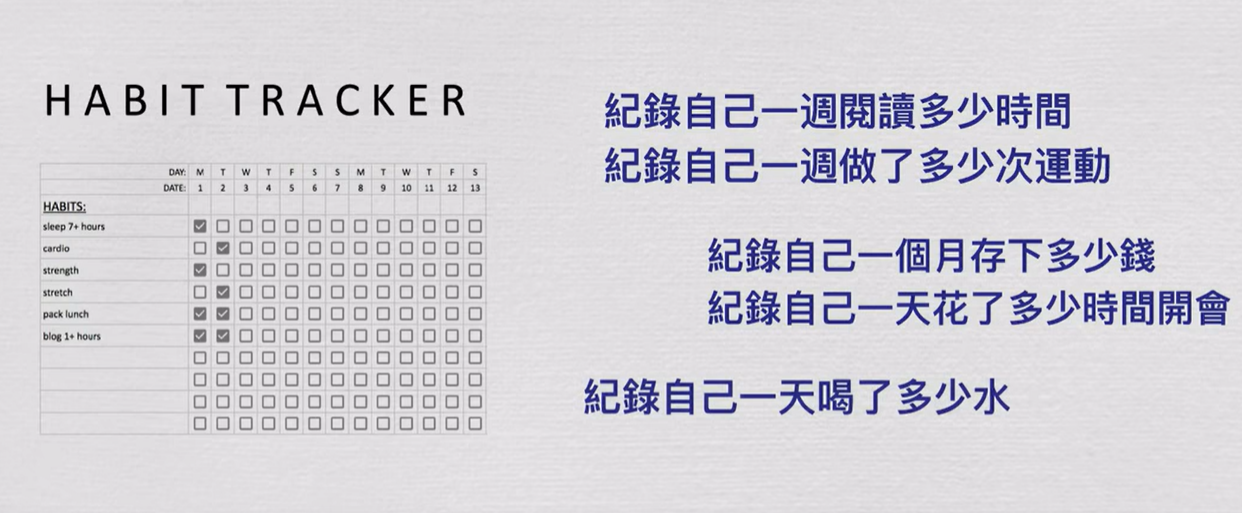 HABIT TRACKER
DAY: M T W T F S S M T W T F S
DATE: 1 2 3 4 5 6 7 8 9 10 11 12 13
HABITS:
sleep 7+ hours
cardio
strength
stretch
pack lunch
blog 1+ hours
紀錄自己一週閱讀多少時間
紀錄自己一週做了多少次運動
紀錄自己一個月存下多少錢
紀錄自己一天花了多少時間開會
紀錄自己一天喝了多少水